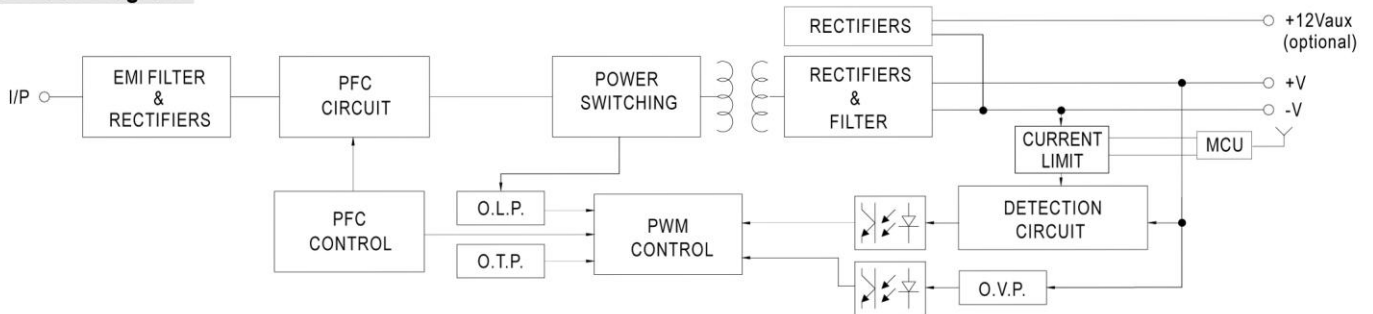 RECTIFIERS
+12Vaux
(optional)
I/P
EMI FILTER
&
RECTIFIERS
PFC
CIRCUIT
POWER
SWITCHING
RECTIFIERS
&
FILTER
+V
-V
CURRENT
LIMIT
MCU
PFC
CONTROL
O.L.P.
O.T.P.
PWM
CONTROL
DETECTION
CIRCUIT
O.V.P.